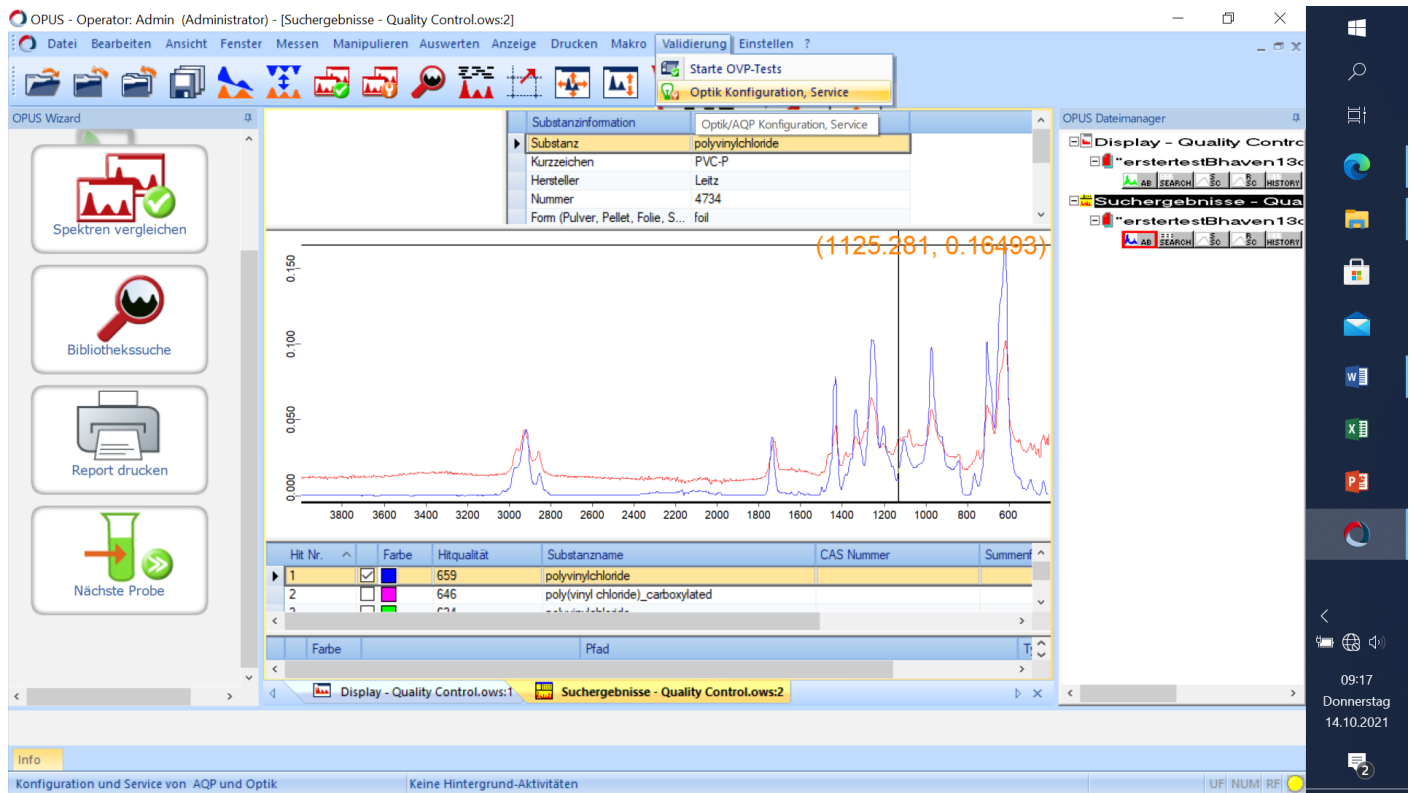 OPUS - Operator: Admin (Administrator) - [Suchergebnisse - Quality Control.ows:2]
Datei Bearbeiten Ansicht Fenster Messen Manipulieren Auswerten Anzeige Drucken Makro Validierung Einstellen ?
Starte OVP-Tests
Optik Konfiguration, Service
Optik/AQP Konfiguration, Service
OPUS Wizard
Spektren vergleichen
Bibliothekssuche
Report drucken
Nächste Probe
Substanzinformation
Substanz polyvinylchloride
Kurzzeichen PVC-P
Hersteller Leitz
Nummer 4734
Form (Pulver, Pellet, Folie, S... foil
(1125.281, 0.16493)
0.150
0.100
0.050
0.000
3800 3600 3400 3200 3000 2800 2600 2400 2200 2000 1800 1600 1400 1200 1000 800 600
Hit Nr. Farbe Hitqualität Substanzname CAS Nummer Summenf
1 659 polyvinylchloride
2 646 poly(vinyl chloride)_carboxylated
Farbe Pfad
Display - Quality Control.ows:1 Suchergebnisse - Quality Control.ows:2
OPUS Dateimanager
Display - Quality Contro
"erstertestBhaven13o
AB SEARCH S SC R SC HISTORY
Suchergebnisse - Qua
"erstertestBhaven13o
AB SEARCH S SC R SC HISTORY
Info
Konfiguration und Service von AQP und Optik Keine Hintergrund-Aktivitäten UF NUM RF
W
X
P
09:17
Donnerstag
14.10.2021
2